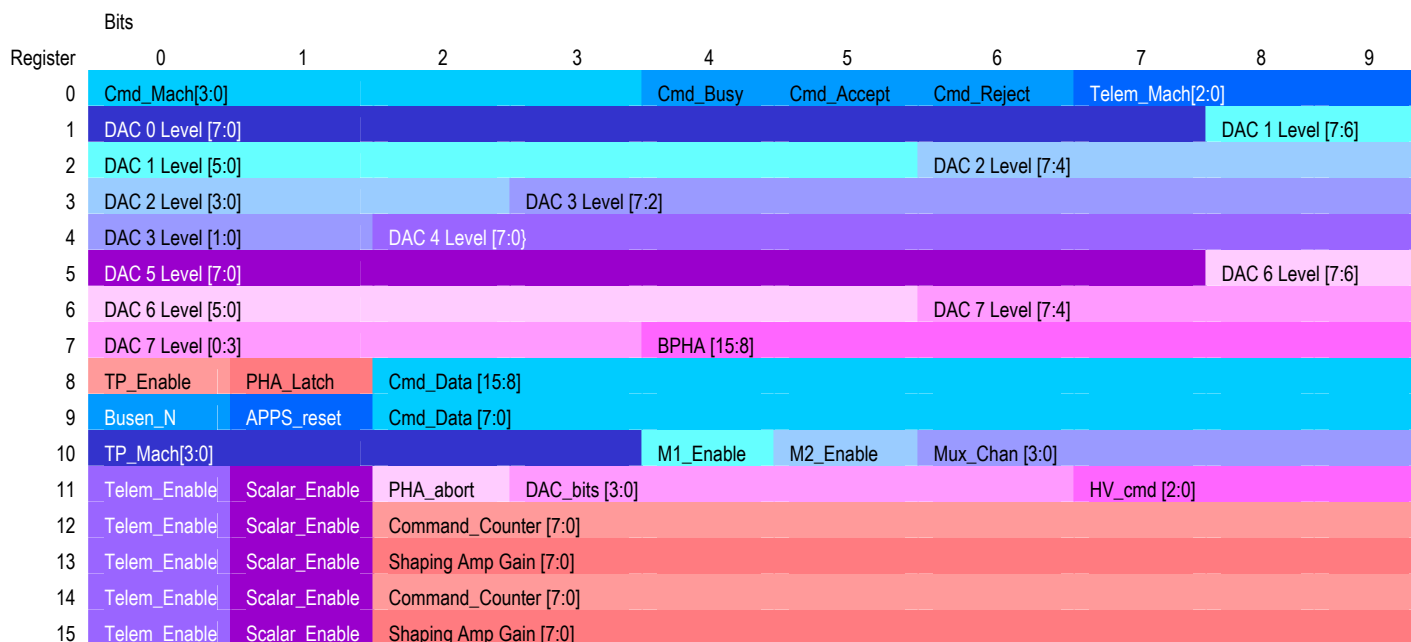 Bits
Register 0 1 2 3 4 5 6 7 8 9
0 Cmd_Mach[3:0] Cmd_Busy Cmd_Accept Cmd_Reject Telem_Mach[2:0]
1 DAC 0 Level [7:0] DAC 1 Level [7:6]
2 DAC 1 Level [5:0] DAC 2 Level [7:4]
3 DAC 2 Level [3:0] DAC 3 Level [7:2]
4 DAC 3 Level [1:0] DAC 4 Level [7:0}
5 DAC 5 Level [7:0] DAC 6 Level [7:6]
6 DAC 6 Level [5:0] DAC 7 Level [7:4]
7 DAC 7 Level [0:3] BPHA [15:8]
8 TP_Enable PHA_Latch Cmd_Data [15:8]
9 Busen_N APPS_reset Cmd_Data [7:0]
10 TP_Mach[3:0] M1_Enable M2_Enable Mux_Chan [3:0]
11 Telem_Enable Scalar_Enable PHA_abort DAC_bits [3:0] HV_cmd [2:0]
12 Telem_Enable Scalar_Enable Command_Counter [7:0]
13 Telem_Enable Scalar_Enable Shaping Amp Gain [7:0]
14 Telem_Enable Scalar_Enable Command_Counter [7:0]
15 Telem_Enable Scalar_Enable Shaping Amp Gain [7:0]